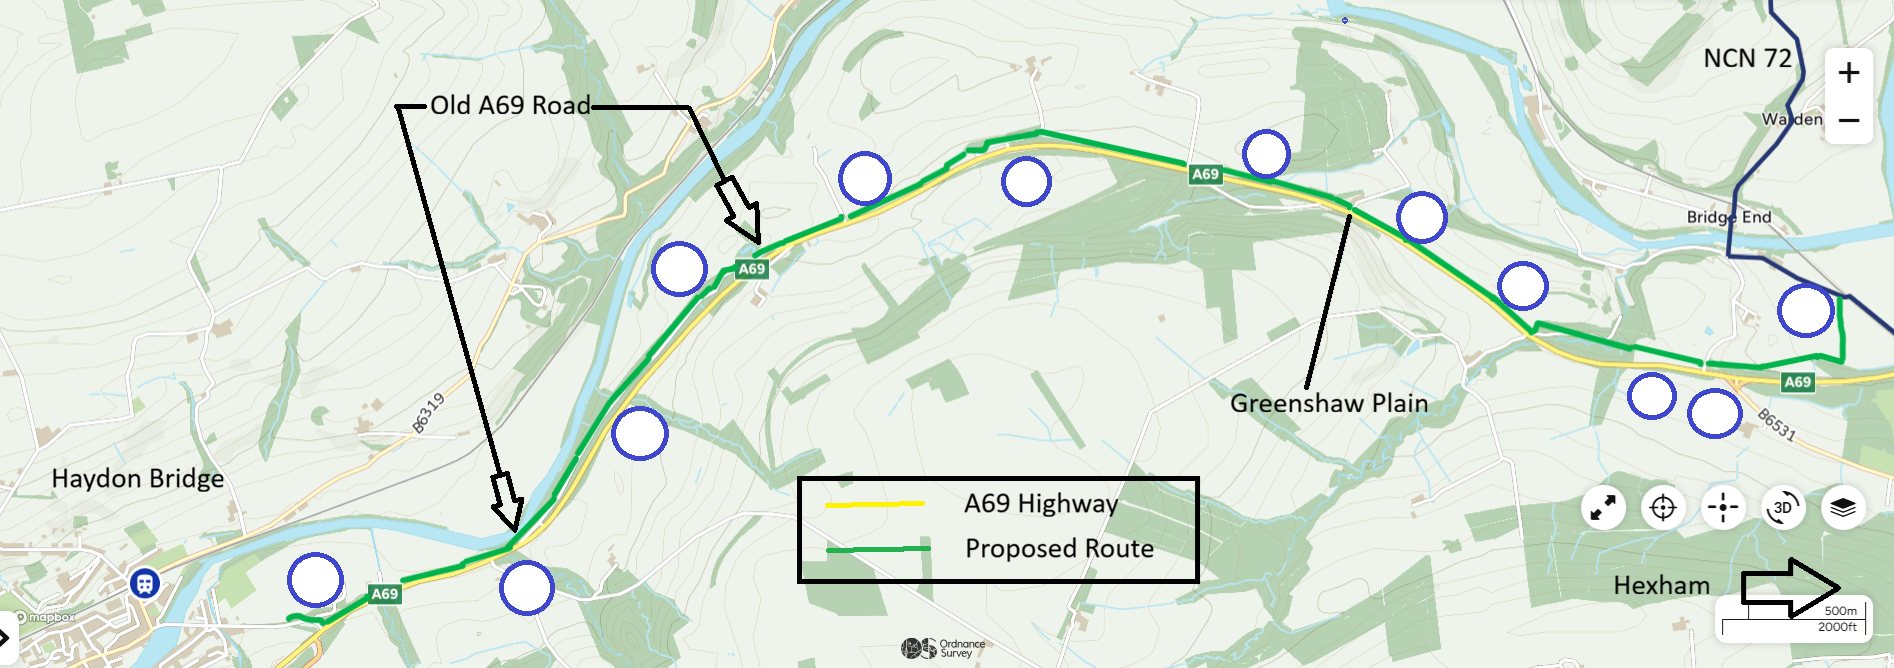 NCN 72
+
Old A69 Road
Walden
−
A69
Bridge End
A69
A69
Greenshaw Plain
B6319
B6531
Haydon Bridge
A69 Highway
Proposed Route
3D
A69
Hexham
mapbox
500m
2000ft
Ordnance
Survey